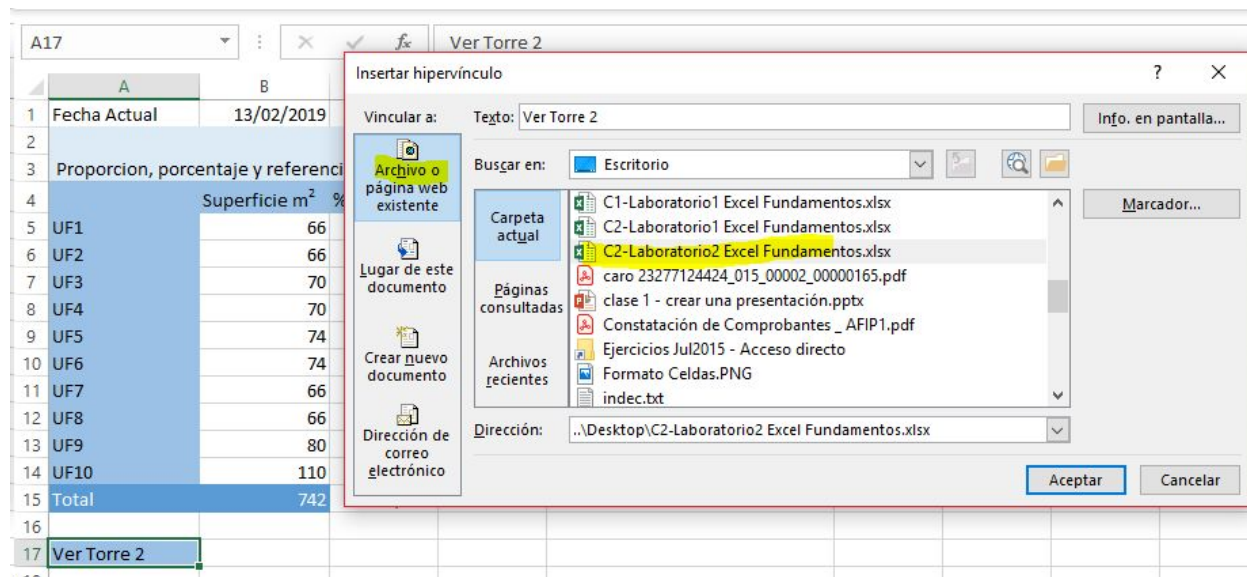 A17
fx
Ver Torre 2
A
B
1
Fecha Actual
13/02/2019
2
3
Proporcion, porcentaje y referenci
4
Superficie m²
%
5
UF1
66
6
UF2
66
7
UF3
70
8
UF4
70
9
UF5
74
10
UF6
74
11
UF7
66
12
UF8
66
13
UF9
80
14
UF10
110
15
Total
742
16
17
Ver Torre 2
Insertar hipervínculo
?
Vincular a:
Archivo o
página web
existente
Lugar de este
documento
Crear nuevo
documento
Dirección de
correo
electrónico
Texto:
Ver Torre 2
Info. en pantalla...
Buscar en:
Escritorio
Carpeta
actual
Páginas
consultadas
Archivos
recientes
C1-Laboratorio1 Excel Fundamentos.xlsx
C2-Laboratorio1 Excel Fundamentos.xlsx
C2-Laboratorio2 Excel Fundamentos.xlsx
caro 23277124424_015_00002_00000165.pdf
clase 1 - crear una presentación.pptx
Constatación de Comprobantes _ AFIP1.pdf
Ejercicios Jul2015 - Acceso directo
Formato Celdas.PNG
indec.txt
Marcador...
Dirección:
..\Desktop\C2-Laboratorio2 Excel Fundamentos.xlsx
Aceptar
Cancelar